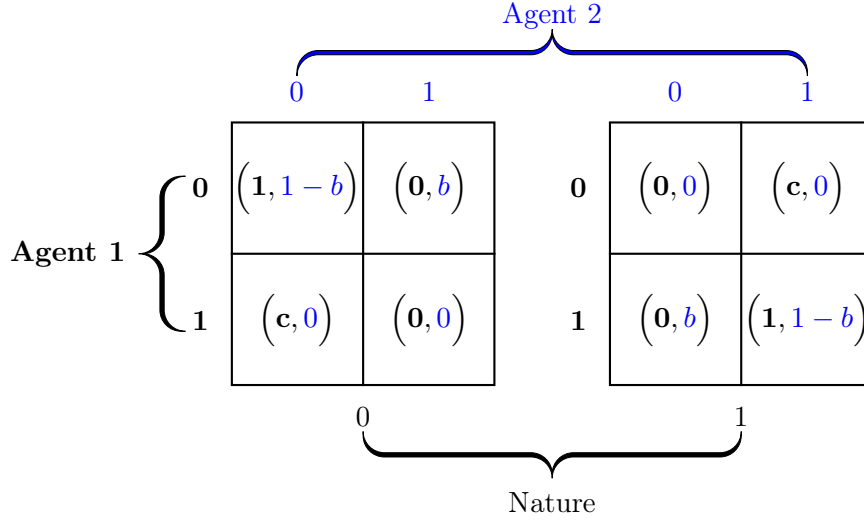 Agent 2
0 1 0 1
0 (1, 1 − b) (0, b) 0 (0, 0) (c, 0)
Agent 1
1 (c, 0) (0, 0) 1 (0, b) (1, 1 − b)
0 1
Nature